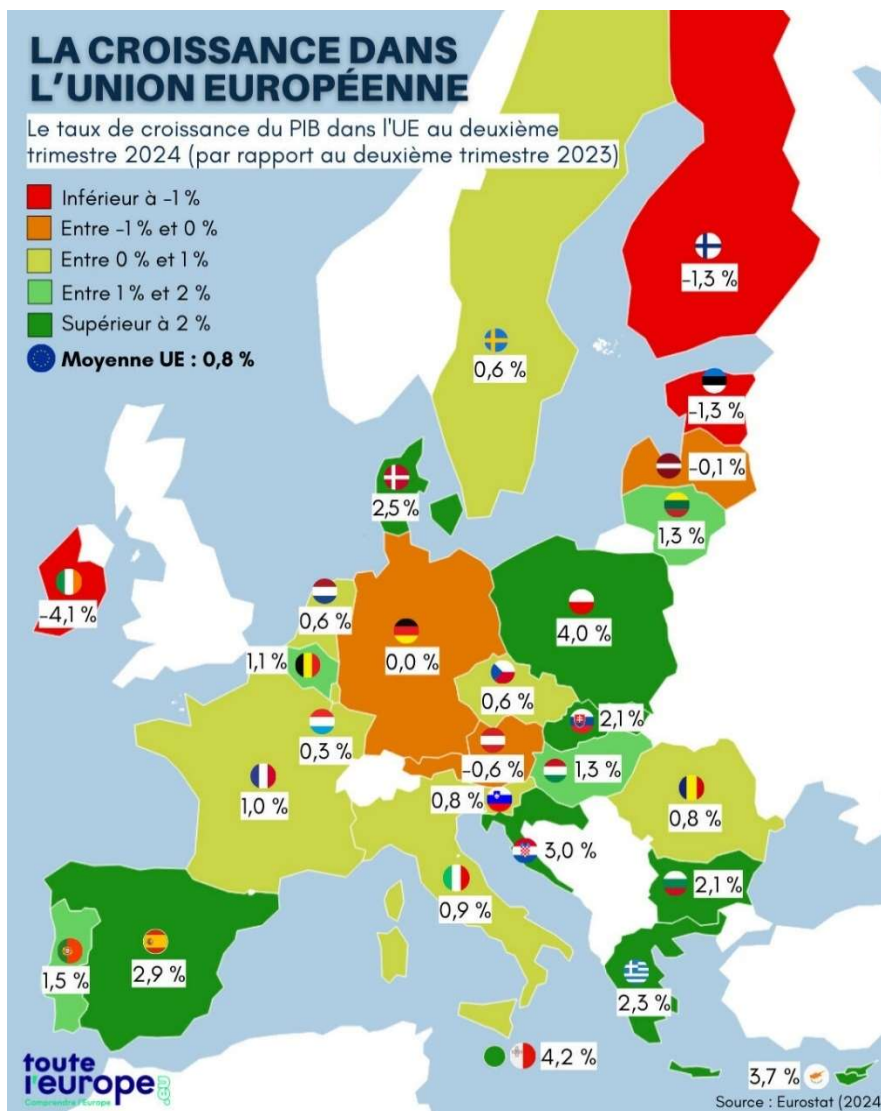 LA CROISSANCE DANS
L'UNION EUROPÉENNE
Le taux de croissance du PIB dans l'UE au deuxième
trimestre 2024 (par rapport au deuxième trimestre 2023)
Inférieur à -1 %
Entre -1 % et 0 %
Entre 0 % et 1 %
Entre 1 % et 2 %
Supérieur à 2 %
Moyenne UE : 0,8 %
-1,3 %
0,6 %
-1,3 %
-0,1 %
2,5 %
1,3 %
-4,1 %
0,6 %
4,0 %
1,1 %
0,0 %
0,6 %
2,1 %
0,3 %
-0,6 %
1,3 %
1,0 %
0,8 %
0,8 %
3,0 %
2,1 %
0,9 %
1,5 %
2,9 %
2,3 %
4,2 %
3,7 %
toute
l'europe.eu
Comprendre l'Europe
Source : Eurostat (2024